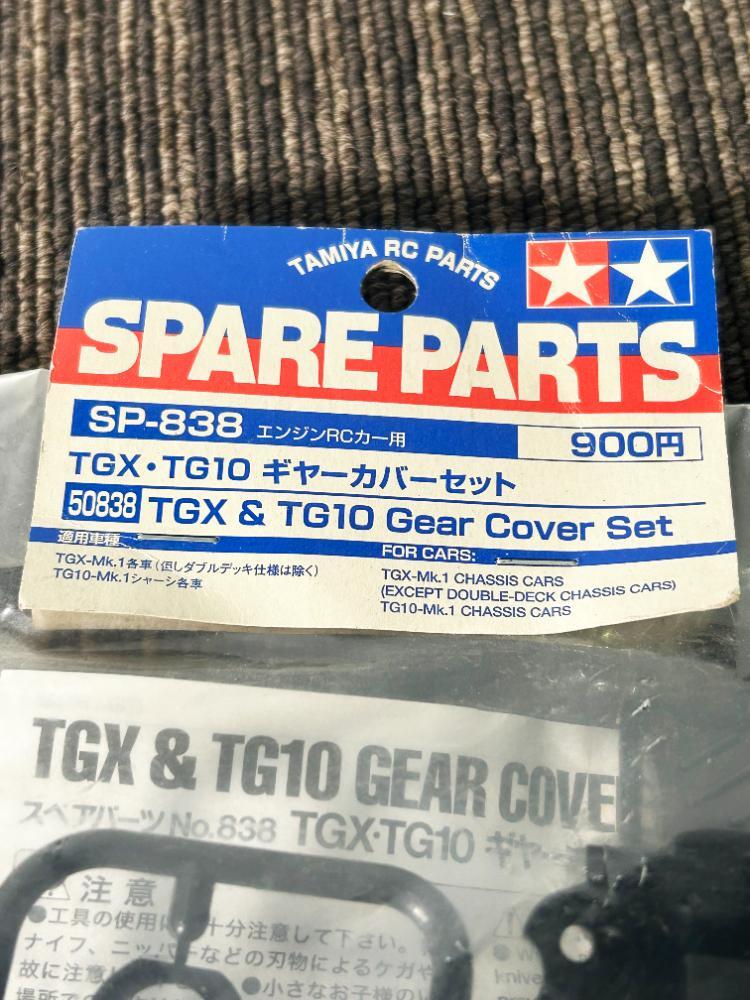 TAMIYA RC PARTS
SPARE PARTS
SP-838 エンジンRCカー用 900円
TGX・TG10 ギヤーカバーセット
50838 TGX & TG10 Gear Cover Set
適用車種
TGX-Mk.1各車(但しダブルデッキ仕様は除く)
TG10-Mk.1シャーシ各車
FOR CARS:
TGX-MK.1 CHASSIS CARS
(EXCEPT DOUBLE-DECK CHASSIS CARS)
TG10-MK.1 CHASSIS CARS
TGX & TG10 GEAR COVE
スペアパーツNo.838 TGX・TG10 ギヤ
注意
●工具の使用に 十分注意して下さい。
ナイフ、ニッパーなどの刃物によるケガや
故に注意 ●小さなお子様の
場所での
knive